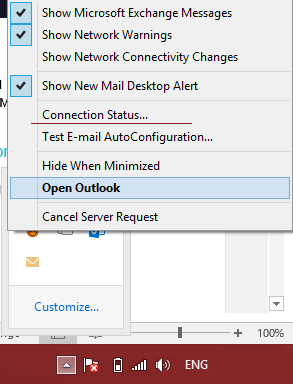 Show Microsoft Exchange Messages
Show Network Warnings
Show Network Connectivity Changes
Show New Mail Desktop Alert
Connection Status...
Test E-mail AutoConfiguration...
Hide When Minimized
Open Outlook
Cancel Server Request
Customize...
100%
ENG